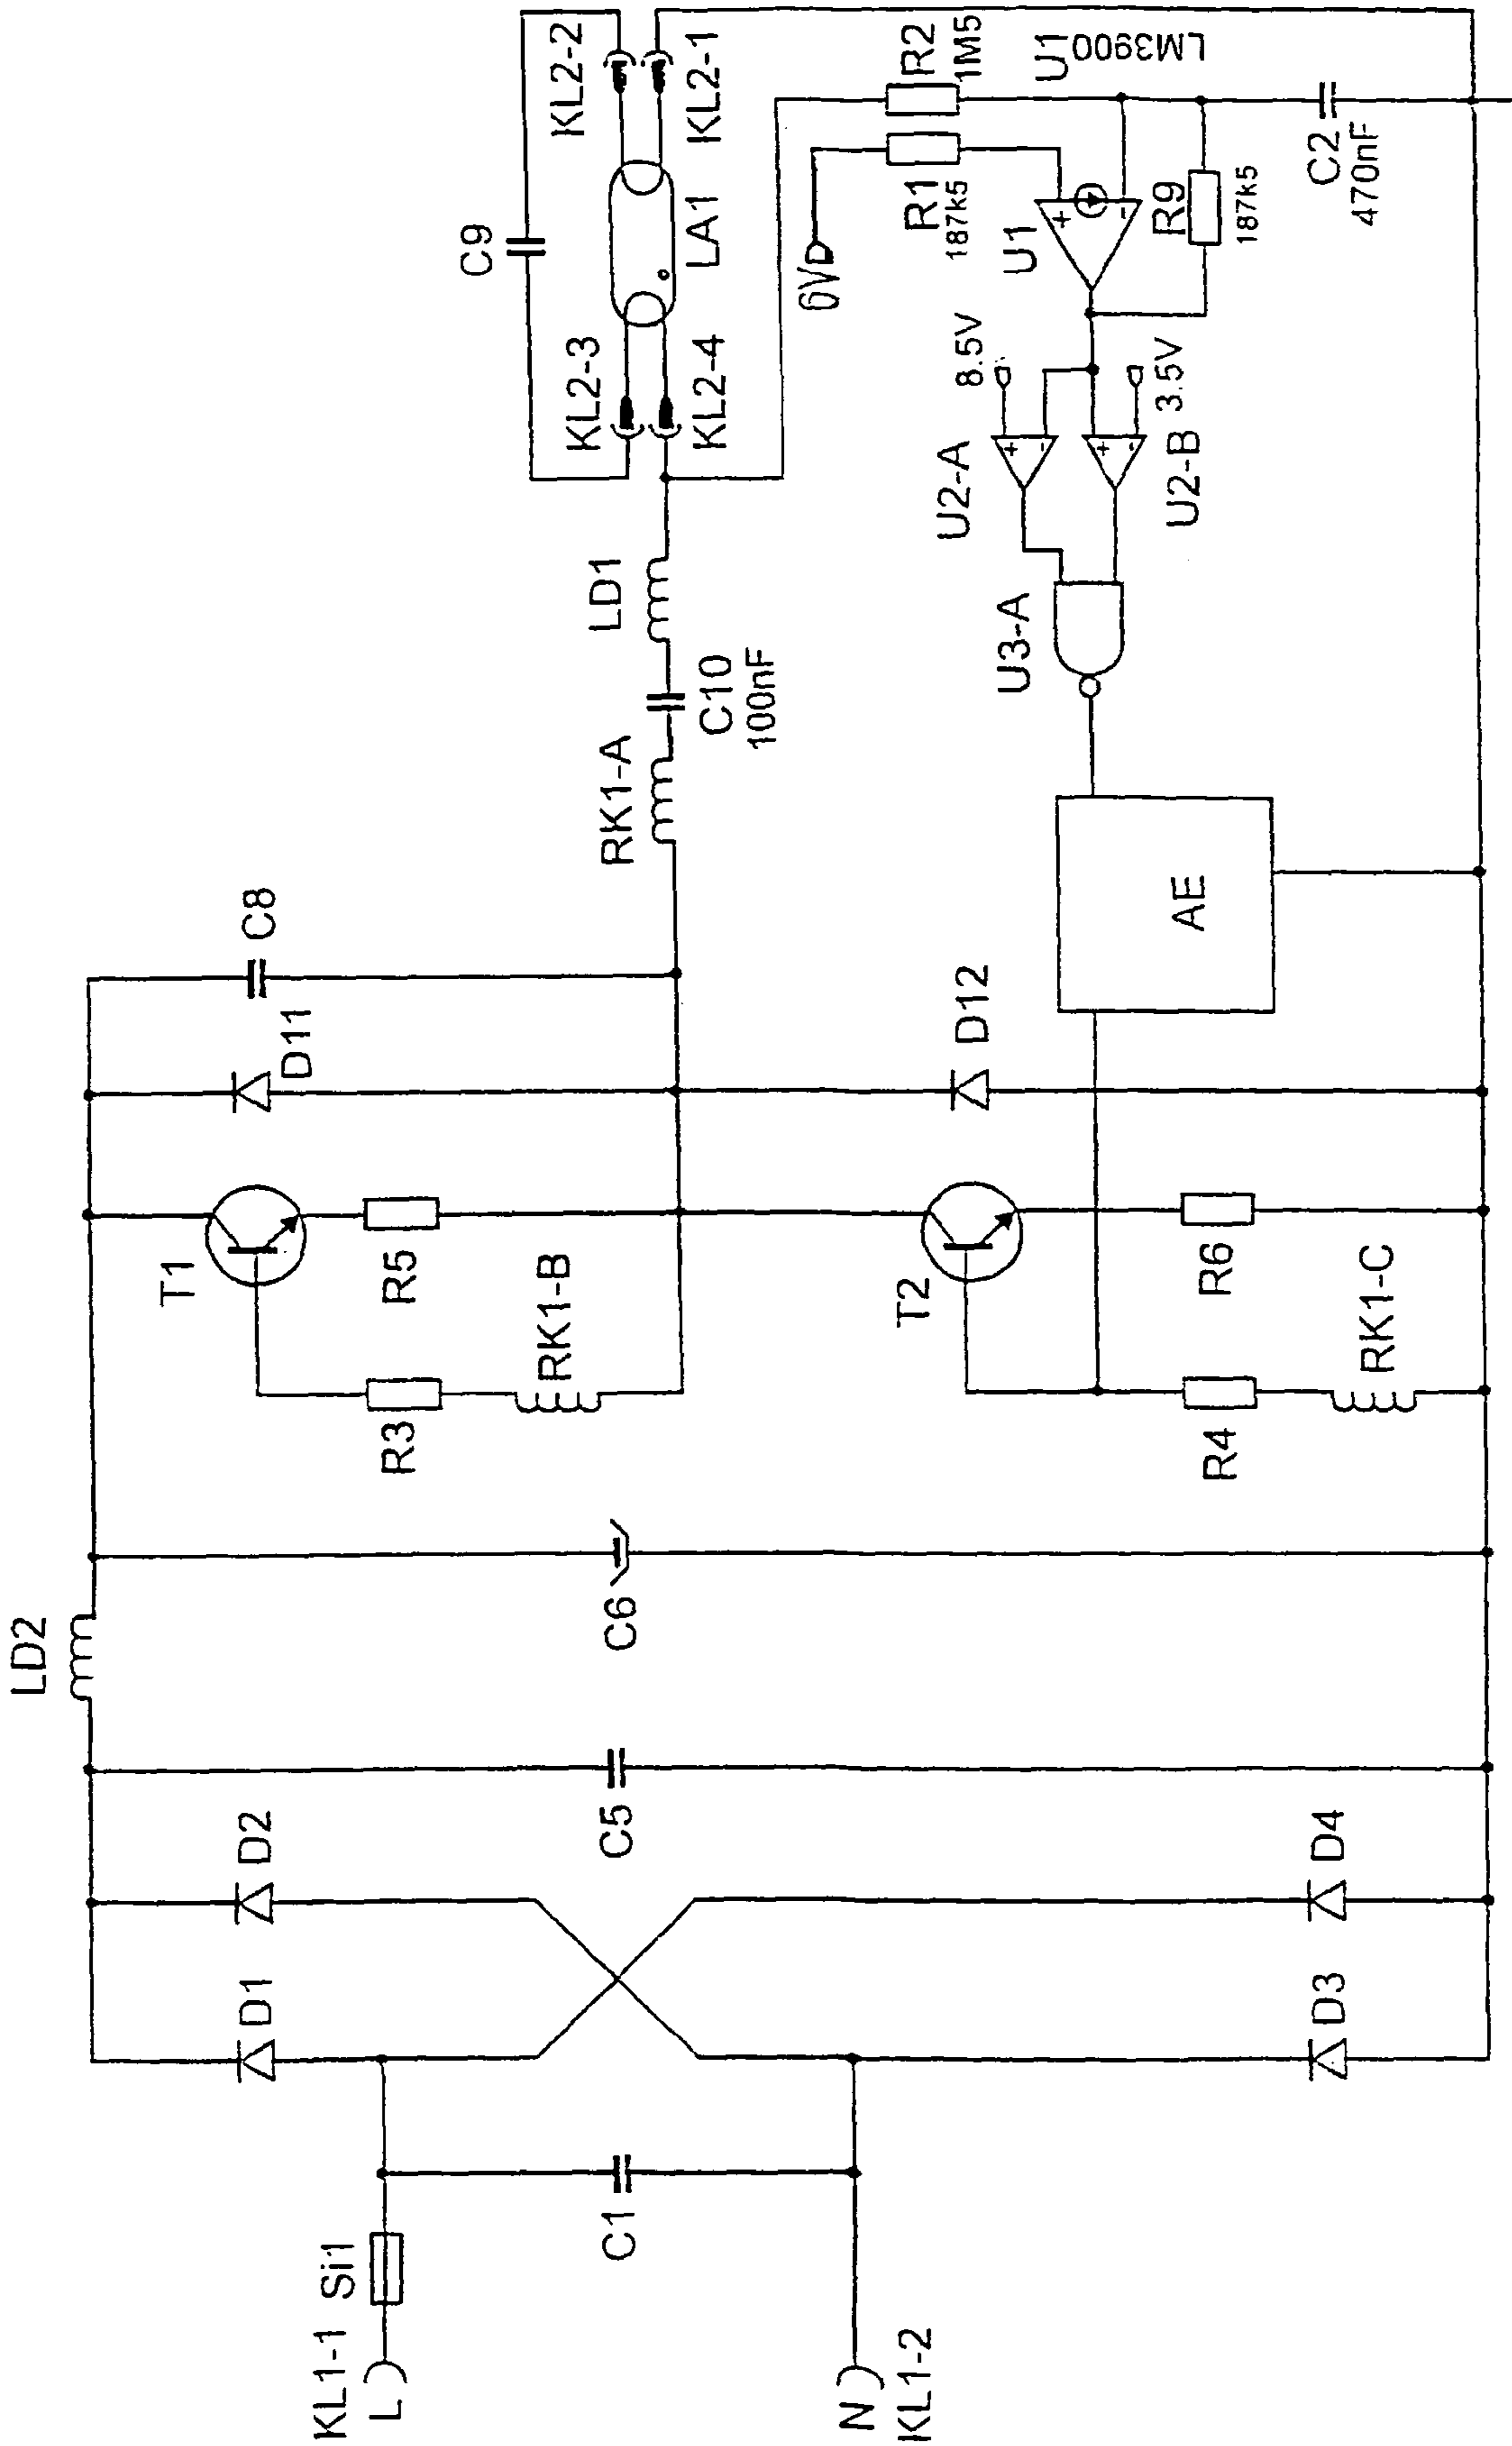 KL1-1
L
Si1
N
KL1-2
C1
D1
D2
D3
D4
C5
LD2
C6
T1
R3
R5
RK1-B
T2
R4
R6
RK1-C
D11
D12
C8
RK1-A
C10
100nF
LD1
AE
U3-A
U2-A
U2-B
8.5V
3.5V
KL2-3
KL2-4
C9
LA1
KL2-2
KL2-1
6V
R1
187k5
R2
1M5
U1
+
-
+
-
+
-
R9
187k5
U1
LM3900
C2
470nF